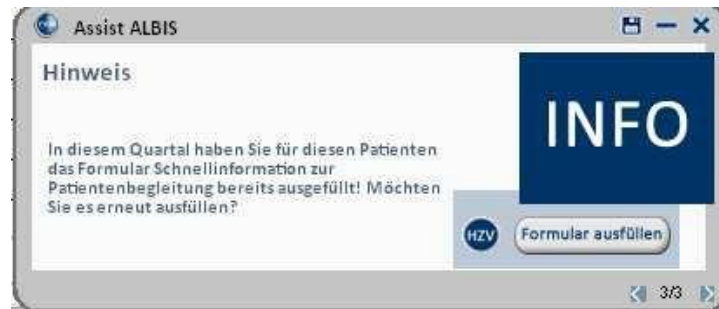 Assist ALBIS
Hinweis
INFO
In diesem Quartal haben Sie für diesen Patienten
das Formular Schnellinformation zur
Patientenbegleitung bereits ausgefüllt! Möchten
Sie es erneut ausfüllen?
HZV
Formular ausfüllen
3/3